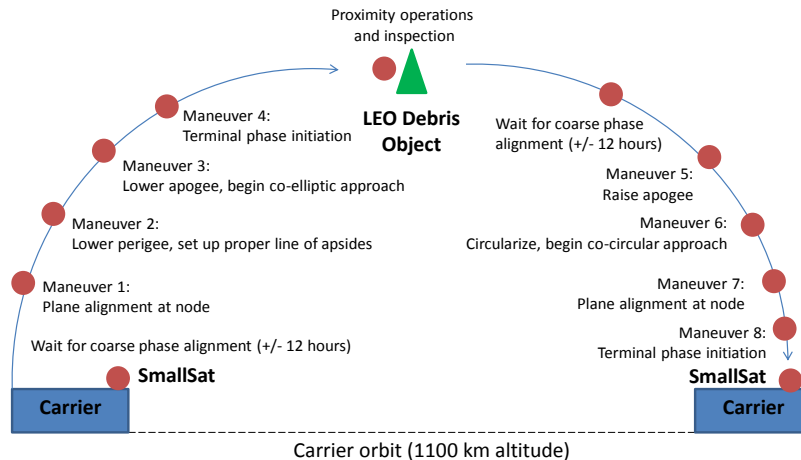 Proximity operations
and inspection
LEO Debris
Object
Maneuver 4:
Terminal phase initiation
Maneuver 3:
Lower apogee, begin co-elliptic approach
Maneuver 2:
Lower perigee, set up proper line of apsides
Maneuver 1:
Plane alignment at node
Wait for coarse phase alignment (+/- 12 hours)
SmallSat
Carrier
Wait for coarse phase
alignment (+/- 12 hours)
Maneuver 5:
Raise apogee
Maneuver 6:
Circularize, begin co-circular approach
Maneuver 7:
Plane alignment at node
Maneuver 8:
Terminal phase initiation
SmallSat
Carrier
Carrier orbit (1100 km altitude)